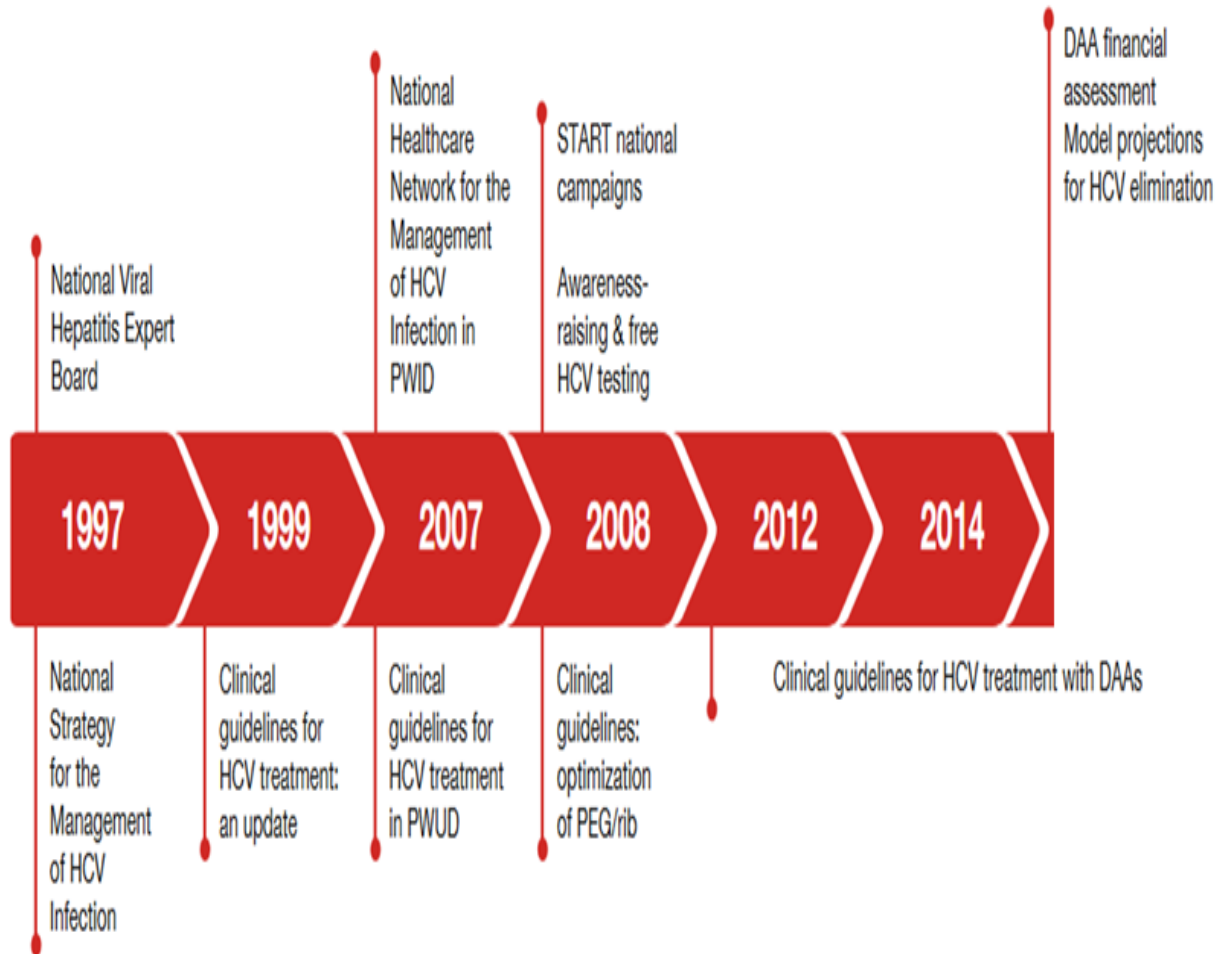 DAA financial
assessment
Model projections
for HCV elimination
National
Healthcare
Network for the
Management
of HCV
Infection in
PWID
START national
campaigns
Awareness-
raising & free
HCV testing
National Viral
Hepatitis Expert
Board
1997
1999
2007
2008
2012
2014
National
Strategy
for the
Management
of HCV
Infection
Clinical
guidelines for
HCV treatment:
an update
Clinical
guidelines for
HCV treatment
in PWUD
Clinical
guidelines:
optimization
of PEG/rib
Clinical guidelines for HCV treatment with DAAs